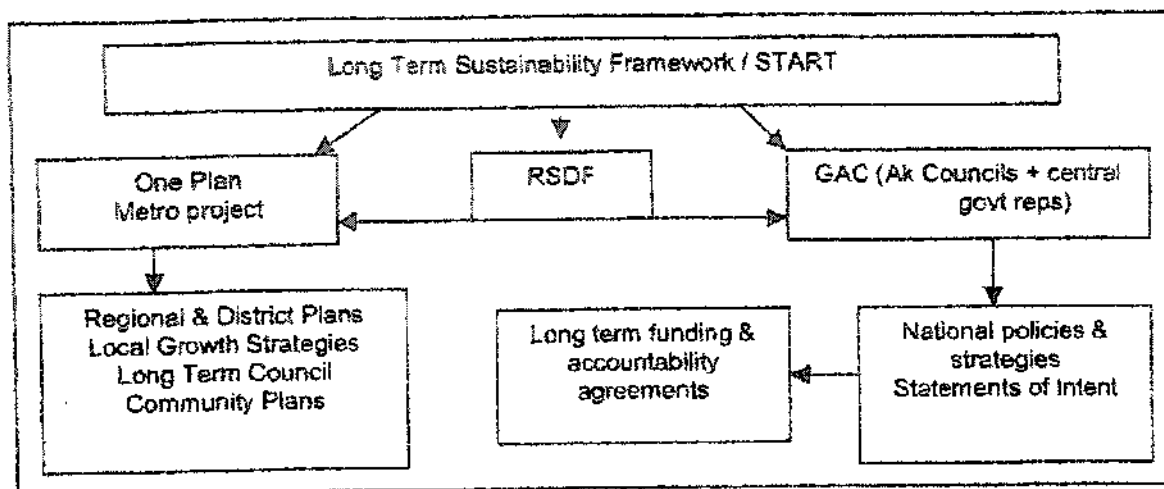 Long Term Sustainability Framework / START
One Plan
Metro project
RSDF
GAC (Ak Councils + central
govt reps)
Regional & District Plans
Local Growth Strategies
Long Term Council
Community Plans
Long term funding &
accountability
agreements
National policies &
strategies
Statements of Intent